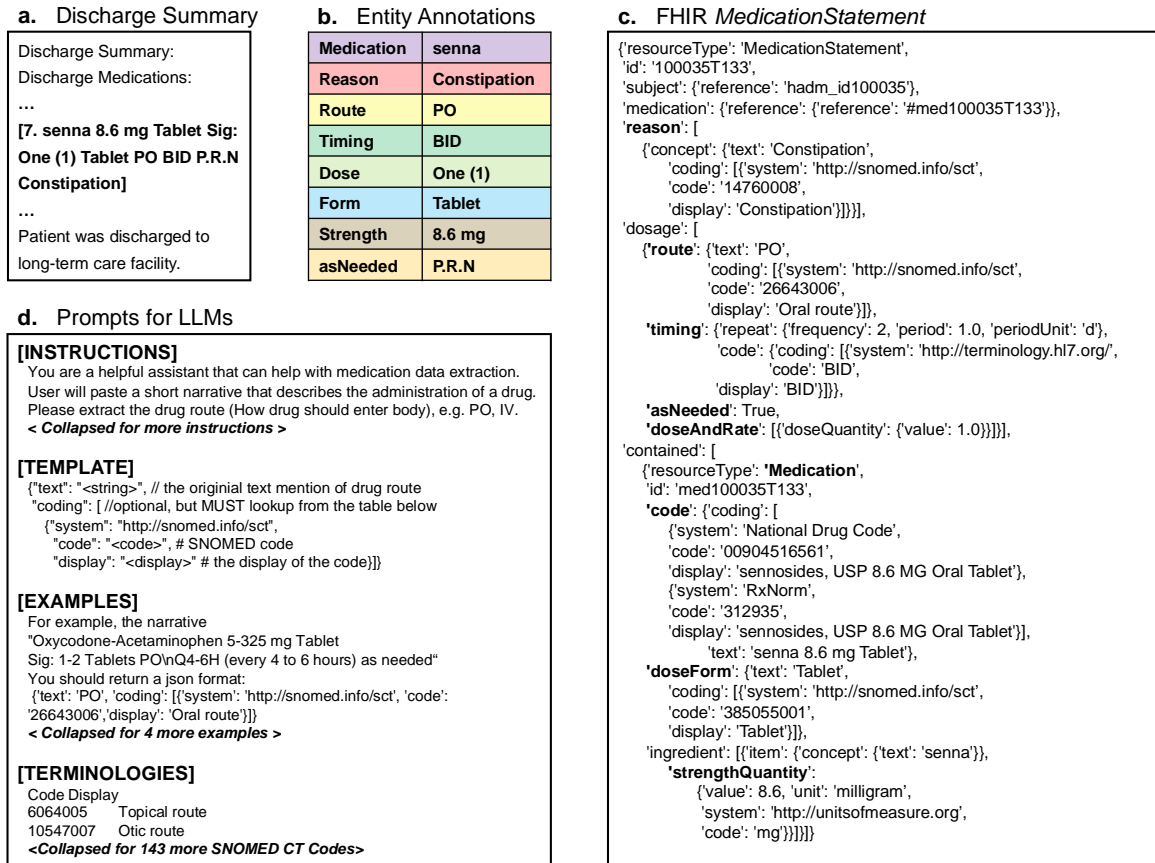 a. Discharge Summary
Discharge Summary:
Discharge Medications:
…
[7. senna 8.6 mg Tablet Sig:
One (1) Tablet PO BID P.R.N
Constipation]
…
Patient was discharged to
long-term care facility.
b. Entity Annotations
Medication senna
Reason Constipation
Route PO
Timing BID
Dose One (1)
Form Tablet
Strength 8.6 mg
asNeeded P.R.N
c. FHIR MedicationStatement
{'resourceType': 'MedicationStatement',
'id': '100035T133',
'subject': {'reference': 'hadm_id100035'},
'medication': {'reference': {'reference': '#med100035T133'}},
'reason': [
{'concept': {'text': 'Constipation',
'coding': [{'system': 'http://snomed.info/sct',
'code': '14760008',
'display': 'Constipation'}]}}],
'dosage': [
{'route': {'text': 'PO',
'coding': [{'system': 'http://snomed.info/sct',
'code': '26643006',
'display': 'Oral route'}]},
'timing': {'repeat': {'frequency': 2, 'period': 1.0, 'periodUnit': 'd'},
'code': {'coding': [{'system': 'http://terminology.hl7.org/',
'code': 'BID',
'display': 'BID'}]}},
'asNeeded': True,
'doseAndRate': [{'doseQuantity': {'value': 1.0}}]}],
'contained': [
{'resourceType': 'Medication',
'id': 'med100035T133',
'code': {'coding': [
{'system': 'National Drug Code',
'code': '00904516561',
'display': 'sennosides, USP 8.6 MG Oral Tablet'},
{'system': 'RxNorm',
'code': '312935',
'display': 'sennosides, USP 8.6 MG Oral Tablet'}],
'text': 'senna 8.6 mg Tablet'},
'doseForm': {'text': 'Tablet',
'coding': [{'system': 'http://snomed.info/sct',
'code': '385055001',
'display': 'Tablet'}]},
'ingredient': [{'item': {'concept': {'text': 'senna'}},
'strengthQuantity':
{'value': 8.6, 'unit': 'milligram',
'system': 'http://unitsofmeasure.org',
'code': 'mg'}}]}]}
d. Prompts for LLMs
[INSTRUCTIONS]
You are a helpful assistant that can help with medication data extraction.
User will paste a short narrative that describes the administration of a drug.
Please extract the drug route (How drug should enter body), e.g. PO, IV.
< Collapsed for more instructions >
[TEMPLATE]
{"text": "<string>", // the originial text mention of drug route
"coding": [ //optional, but MUST lookup from the table below
{"system": "http://snomed.info/sct",
"code": "<code>", # SNOMED code
"display": "<display>" # the display of the code}]}
[EXAMPLES]
For example, the narrative
"Oxycodone-Acetaminophen 5-325 mg Tablet
Sig: 1-2 Tablets PO\nQ4-6H (every 4 to 6 hours) as needed“
You should return a json format:
{'text': 'PO', 'coding': [{'system': 'http://snomed.info/sct', 'code':
'26643006','display': 'Oral route'}]}
< Collapsed for 4 more examples >
[TERMINOLOGIES]
Code Display
6064005 Topical route
10547007 Otic route
<Collapsed for 143 more SNOMED CT Codes>